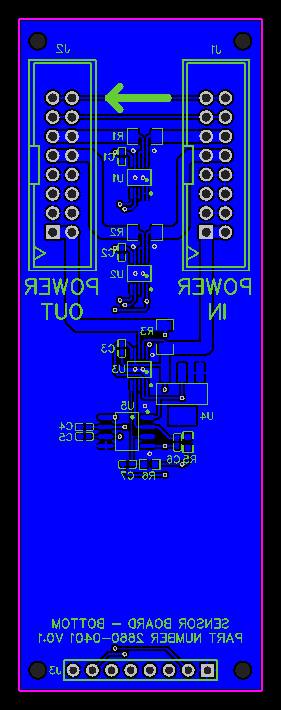 J2
J1
R1
C1
U1
R2
C2
U2
POWER
OUT
POWER
IN
R3
C3
U3
U4
U5
C4
C5
C6
R5
C7
R6
SENSOR BOARD - BOTTOM
PART NUMBER 2660-0401 V0.1
J3